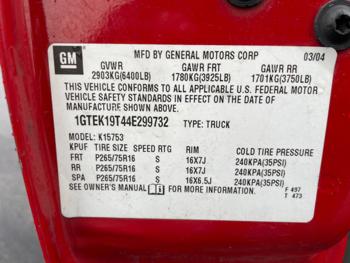 GM
MFD BY GENERAL MOTORS CORP 03/04
GVWR GAWR FRT GAWR RR
2903KG(6400LB) 1780KG(3925LB) 1701KG(3750LB)
THIS VEHICLE CONFORMS TO ALL APPLICABLE U.S. FEDERAL MOTOR
VEHICLE SAFETY STANDARDS IN EFFECT ON THE DATE OF
MANUFACTURE SHOWN ABOVE.
1GTEK19T44E299732 TYPE: TRUCK
MODEL: K15753
KPUF TIRE SIZE SPEED RTG RIM COLD TIRE PRESSURE
FRT P265/75R16 S 16X7J 240KPA(35PSI)
RR P265/75R16 S 16X7J 240KPA(35PSI)
SPA P265/75R16 S 16X6.5J 240KPA(35PSI)
SEE OWNER'S MANUAL FOR ADDITIONAL INFORMATION.
F 497
T 473